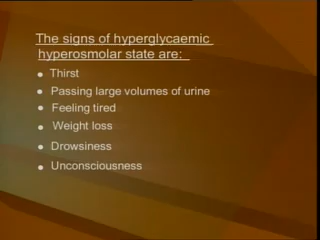 The signs of hyperglycaemic
hyperosmolar state are:
● Thirst
● Passing large volumes of urine
● Feeling tired
● Weight loss
● Drowsiness
● Unconsciousness